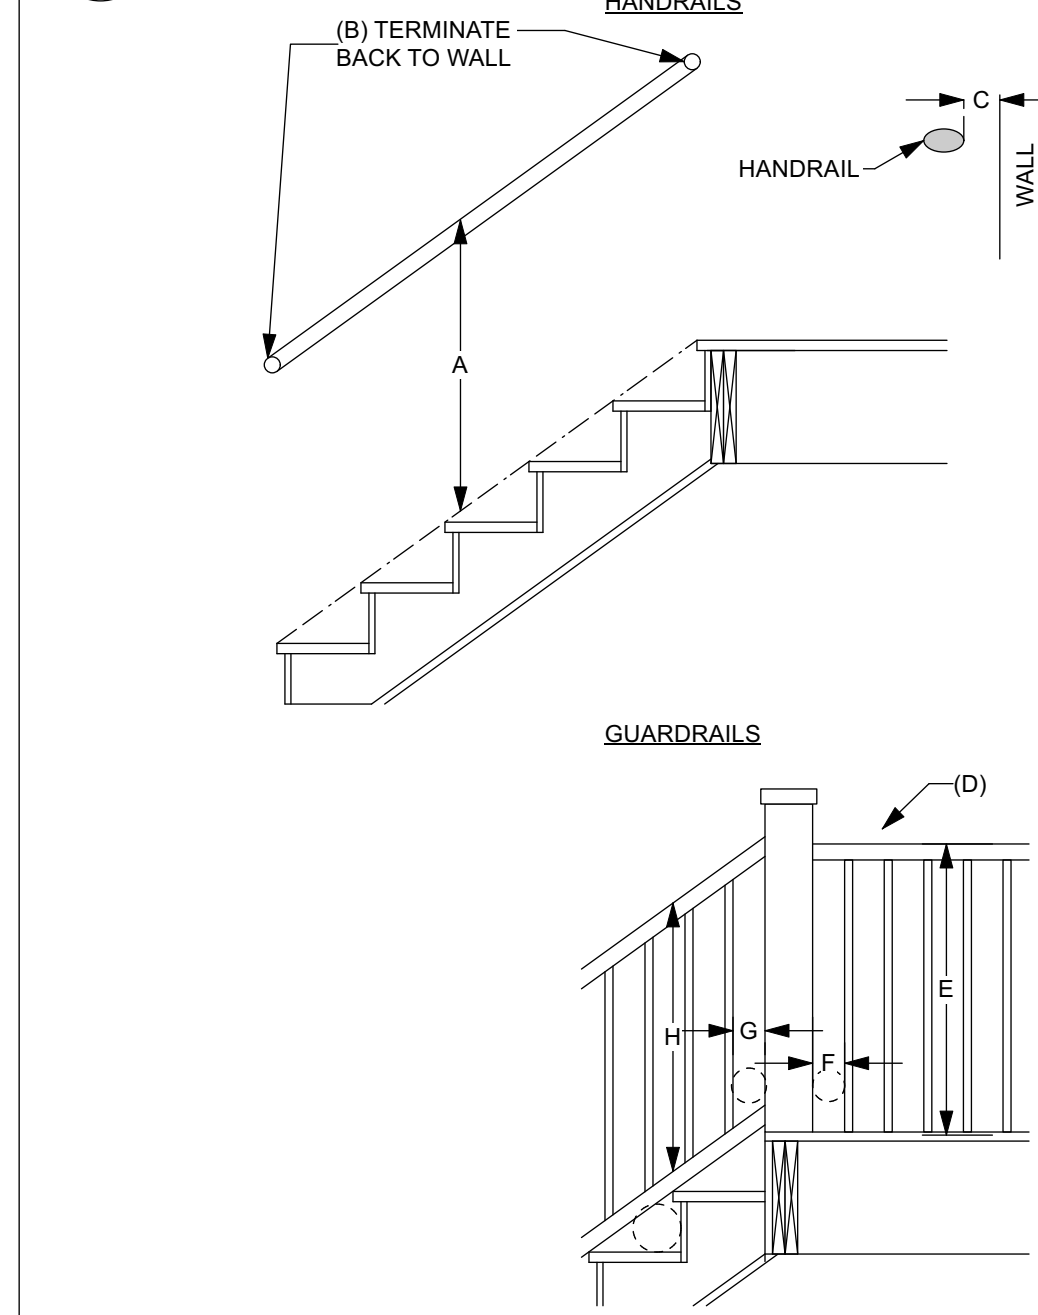 HANDRAILS
(B) TERMINATE
BACK TO WALL
C
HANDRAIL
WALL
A
GUARDRAILS
(D)
E
G
H
F